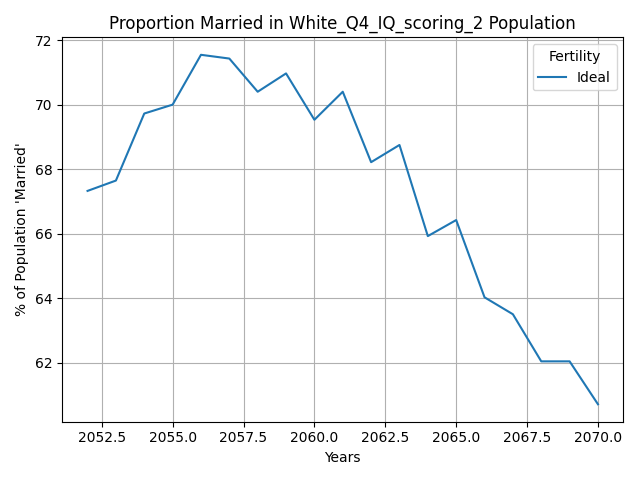 Proportion Married in White_Q4_IQ_scoring_2 Population
Fertility
Ideal
% of Population 'Married'
72
70
68
66
64
62
2052.5 2055.0 2057.5 2060.0 2062.5 2065.0 2067.5 2070.0
Years